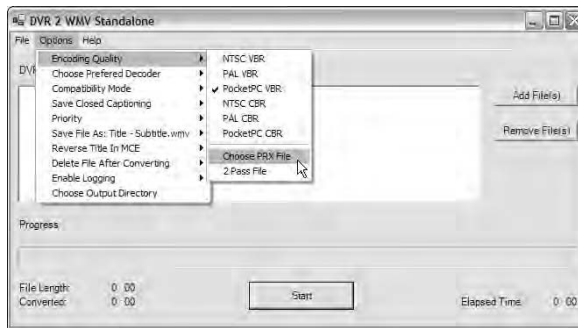 DVR 2 WMV Standalone
File Options Help
DVR
Encoding Quality
Choose Prefered Decoder
Compatibility Mode
Save Closed Captioning
Priority
Save File As: Title - Subtitle.wmv
Reverse Title In MCE
Delete File After Converting
Enable Logging
Choose Output Directory
NTSC VBR
PAL VBR
PocketPC VBR
NTSC CBR
PAL CBR
PocketPC CBR
Choose PRX File
2 Pass File
Add File(s)
Remove File(s)
Progress
File Length: 0 00
Converted: 0 00
Start
Elapsed Time: 0 00